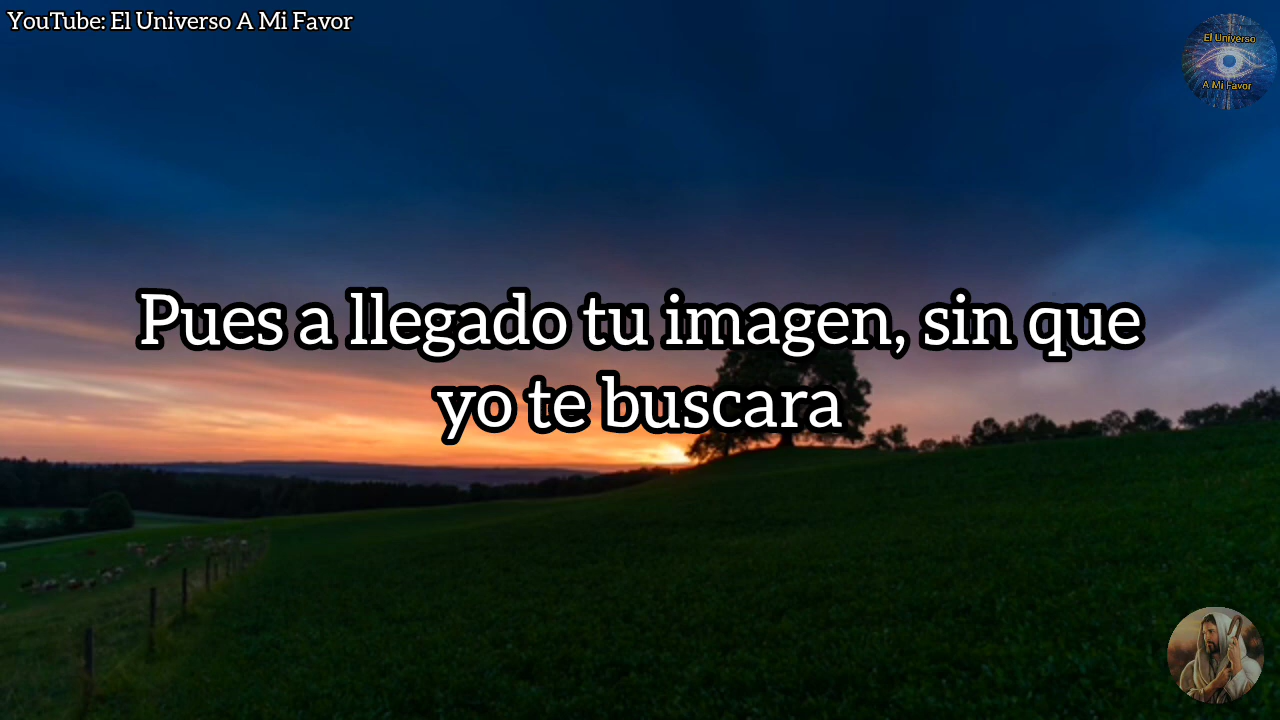 YouTube: El Universo A Mi Favor
El Universo
A Mi Favor
Pues a llegado tu imagen, sin que
yo te buscara